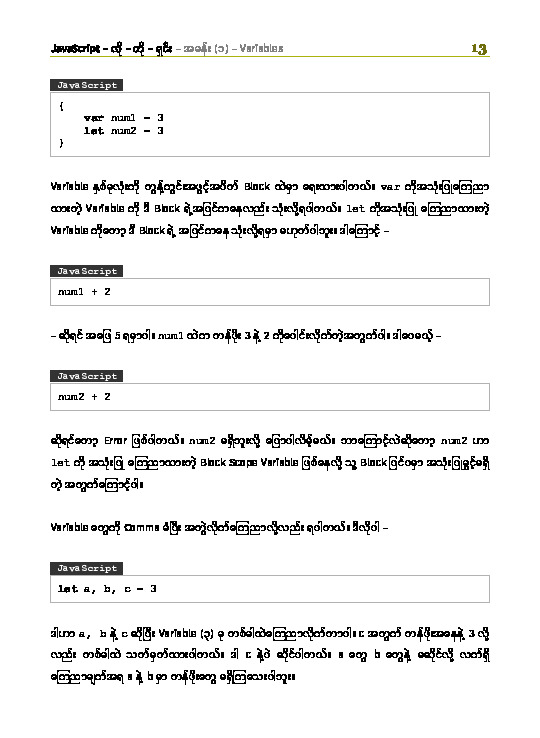 JavaScript – လို – တို – ရှင်း – အခန်း (၁) – Variables 13
JavaScript
{
var num1 = 3
let num2 = 3
}
Variable နှစ်ခုလုံးကို တွန့်ကွင်းအဖွင့်အပိတ် Block ထဲမှာ ရေးထားပါတယ်။ var ကိုအသုံးပြုကြေညာ
ထားတဲ့ Variable ကို ဒီ Block ရဲ့အပြင်ကနေလည်း သုံးလို့ရပါတယ်။ let ကိုအသုံးပြု ကြေညာထားတဲ့
Variable ကိုတော့ ဒီ Block ရဲ့ အပြင်ကနေ သုံးလို့ရမှာ မဟုတ်ပါဘူး။ ဒါကြောင့် –
JavaScript
num1 + 2
– ဆိုရင် အဖြေ 5 ရမှာပါ။ num1 ထဲက တန်ဖိုး 3 နဲ့ 2 ကိုပေါင်းလိုက်တဲ့အတွက်ပါ။ ဒါပေမယ့် –
JavaScript
num2 + 2
ဆိုရင်တော့ Error ဖြစ်ပါတယ်။ num2 မရှိဘူးလို့ ပြောပါလိမ့်မယ်။ ဘာကြောင့်လဲဆိုတော့ num2 ဟာ
let ကို အသုံးပြု ကြေညာထားတဲ့ Block Scope Variable ဖြစ်နေလို့ သူ့ Block ပြင်ပမှာ အသုံးပြုခွင့်မရှိ
တဲ့ အတွက်ကြောင့်ပါ။
Variable တွေကို Comma ခံပြီး အတွဲလိုက်ကြေညာလို့လည်း ရပါတယ်။ ဒီလိုပါ –
JavaScript
let a, b, c = 3
ဒါဟာ a, b နဲ့ c ဆိုပြီး Variable (၃) ခု တစ်ခါထဲကြေညာလိုက်တာပါ။ c အတွက် တန်ဖိုးအနေနဲ့ 3 လို့
လည်း တစ်ခါထဲ သတ်မှတ်ထားပါတယ်။ ဒါ c နဲ့ပဲ ဆိုင်ပါတယ်။ a တွေ b တွေနဲ့ မဆိုင်လို့ လက်ရှိ
ကြေညာချက်အရ a နဲ့ b မှာ တန်ဖိုးတွေ မရှိကြသေးပါဘူး။